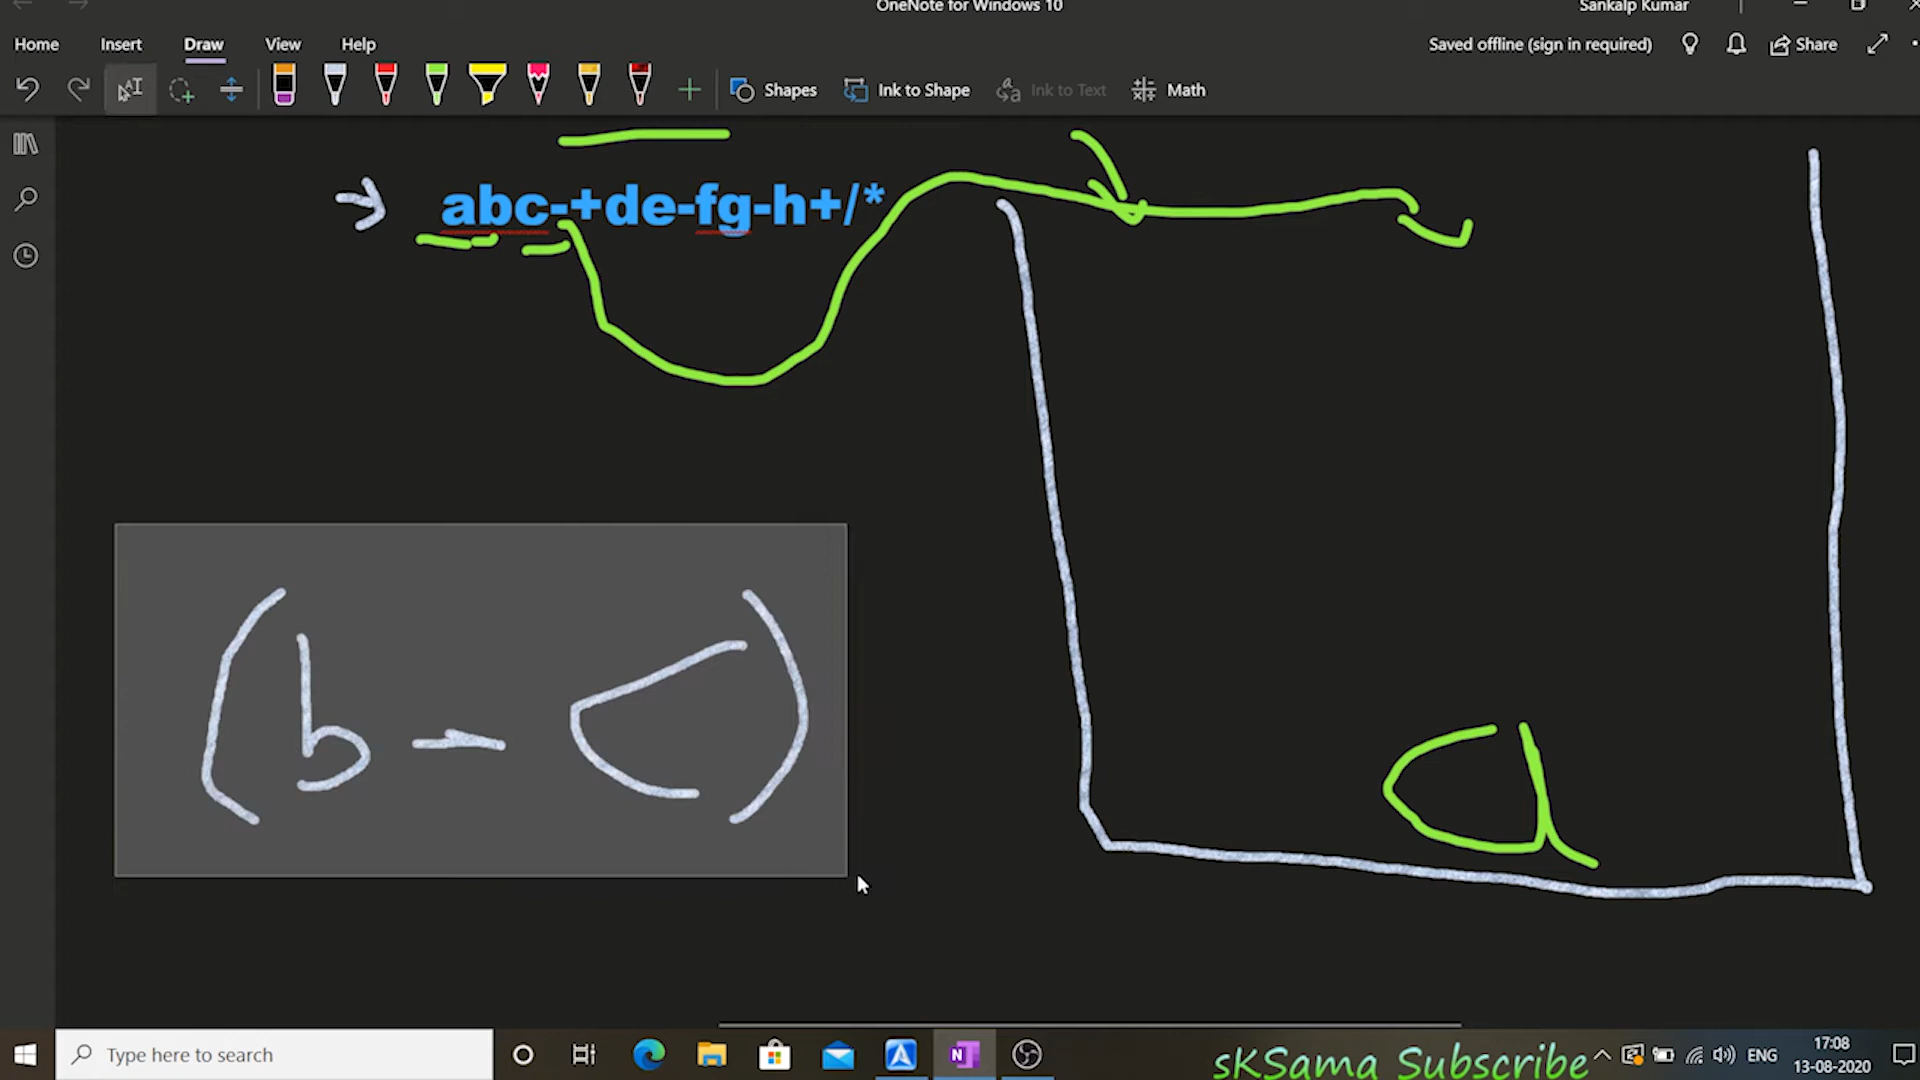 OneNote for Windows 10
Sankalp Kumar
Home Insert Draw View Help
Saved offline (sign in required)
Share
Shapes
Ink to Shape
Ink to Text
Math
abc-+de-fg-h+/*
(b - c)
a
Type here to search
sKSama Subscribe
ENG
17:08
13-08-2020